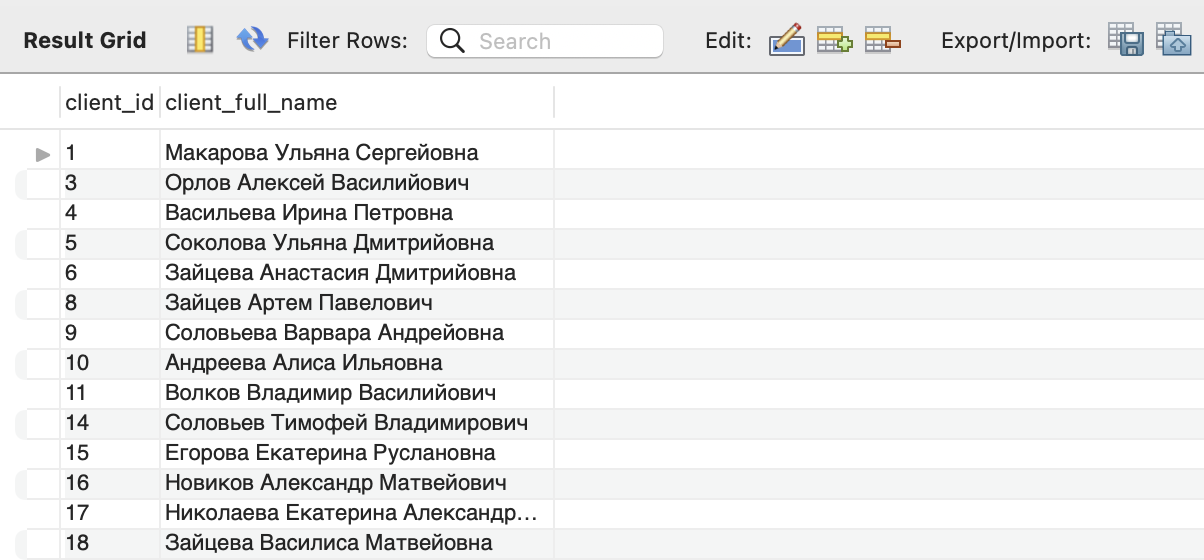 Result Grid Filter Rows: Search Edit: Export/Import:
client_id client_full_name
1 Макарова Ульяна Сергейовна
3 Орлов Алексей Василийович
4 Васильева Ирина Петровна
5 Соколова Ульяна Дмитрийовна
6 Зайцева Анастасия Дмитрийовна
8 Зайцев Артем Павелович
9 Соловьева Варвара Андрейовна
10 Андреева Алиса Ильяовна
11 Волков Владимир Василийович
14 Соловьев Тимофей Владимирович
15 Егорова Екатерина Руслановна
16 Новиков Александр Матвейович
17 Николаева Екатерина Александр...
18 Зайцева Василиса Матвейовна